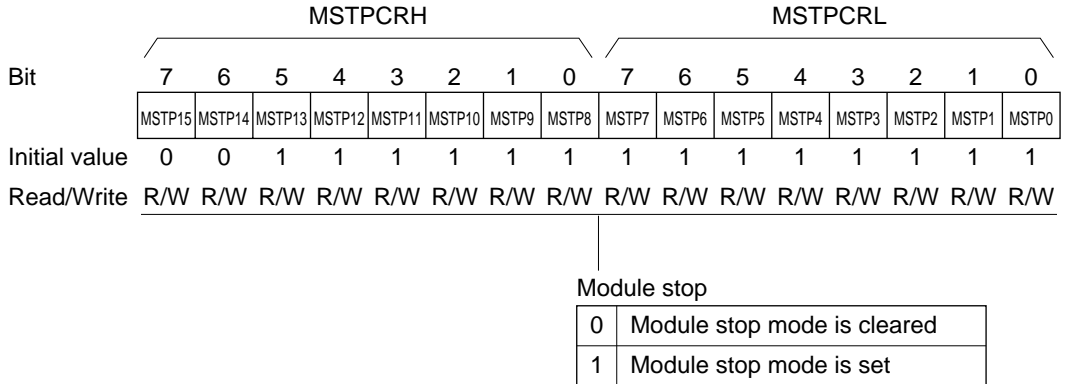 MSTPCRH MSTPCRL
Bit 7 6 5 4 3 2 1 0 7 6 5 4 3 2 1 0
MSTP15 MSTP14 MSTP13 MSTP12 MSTP11 MSTP10 MSTP9 MSTP8 MSTP7 MSTP6 MSTP5 MSTP4 MSTP3 MSTP2 MSTP1 MSTP0
Initial value 0 0 1 1 1 1 1 1 1 1 1 1 1 1 1 1
Read/Write R/W R/W R/W R/W R/W R/W R/W R/W R/W R/W R/W R/W R/W R/W R/W R/W
Module stop
0 Module stop mode is cleared
1 Module stop mode is set